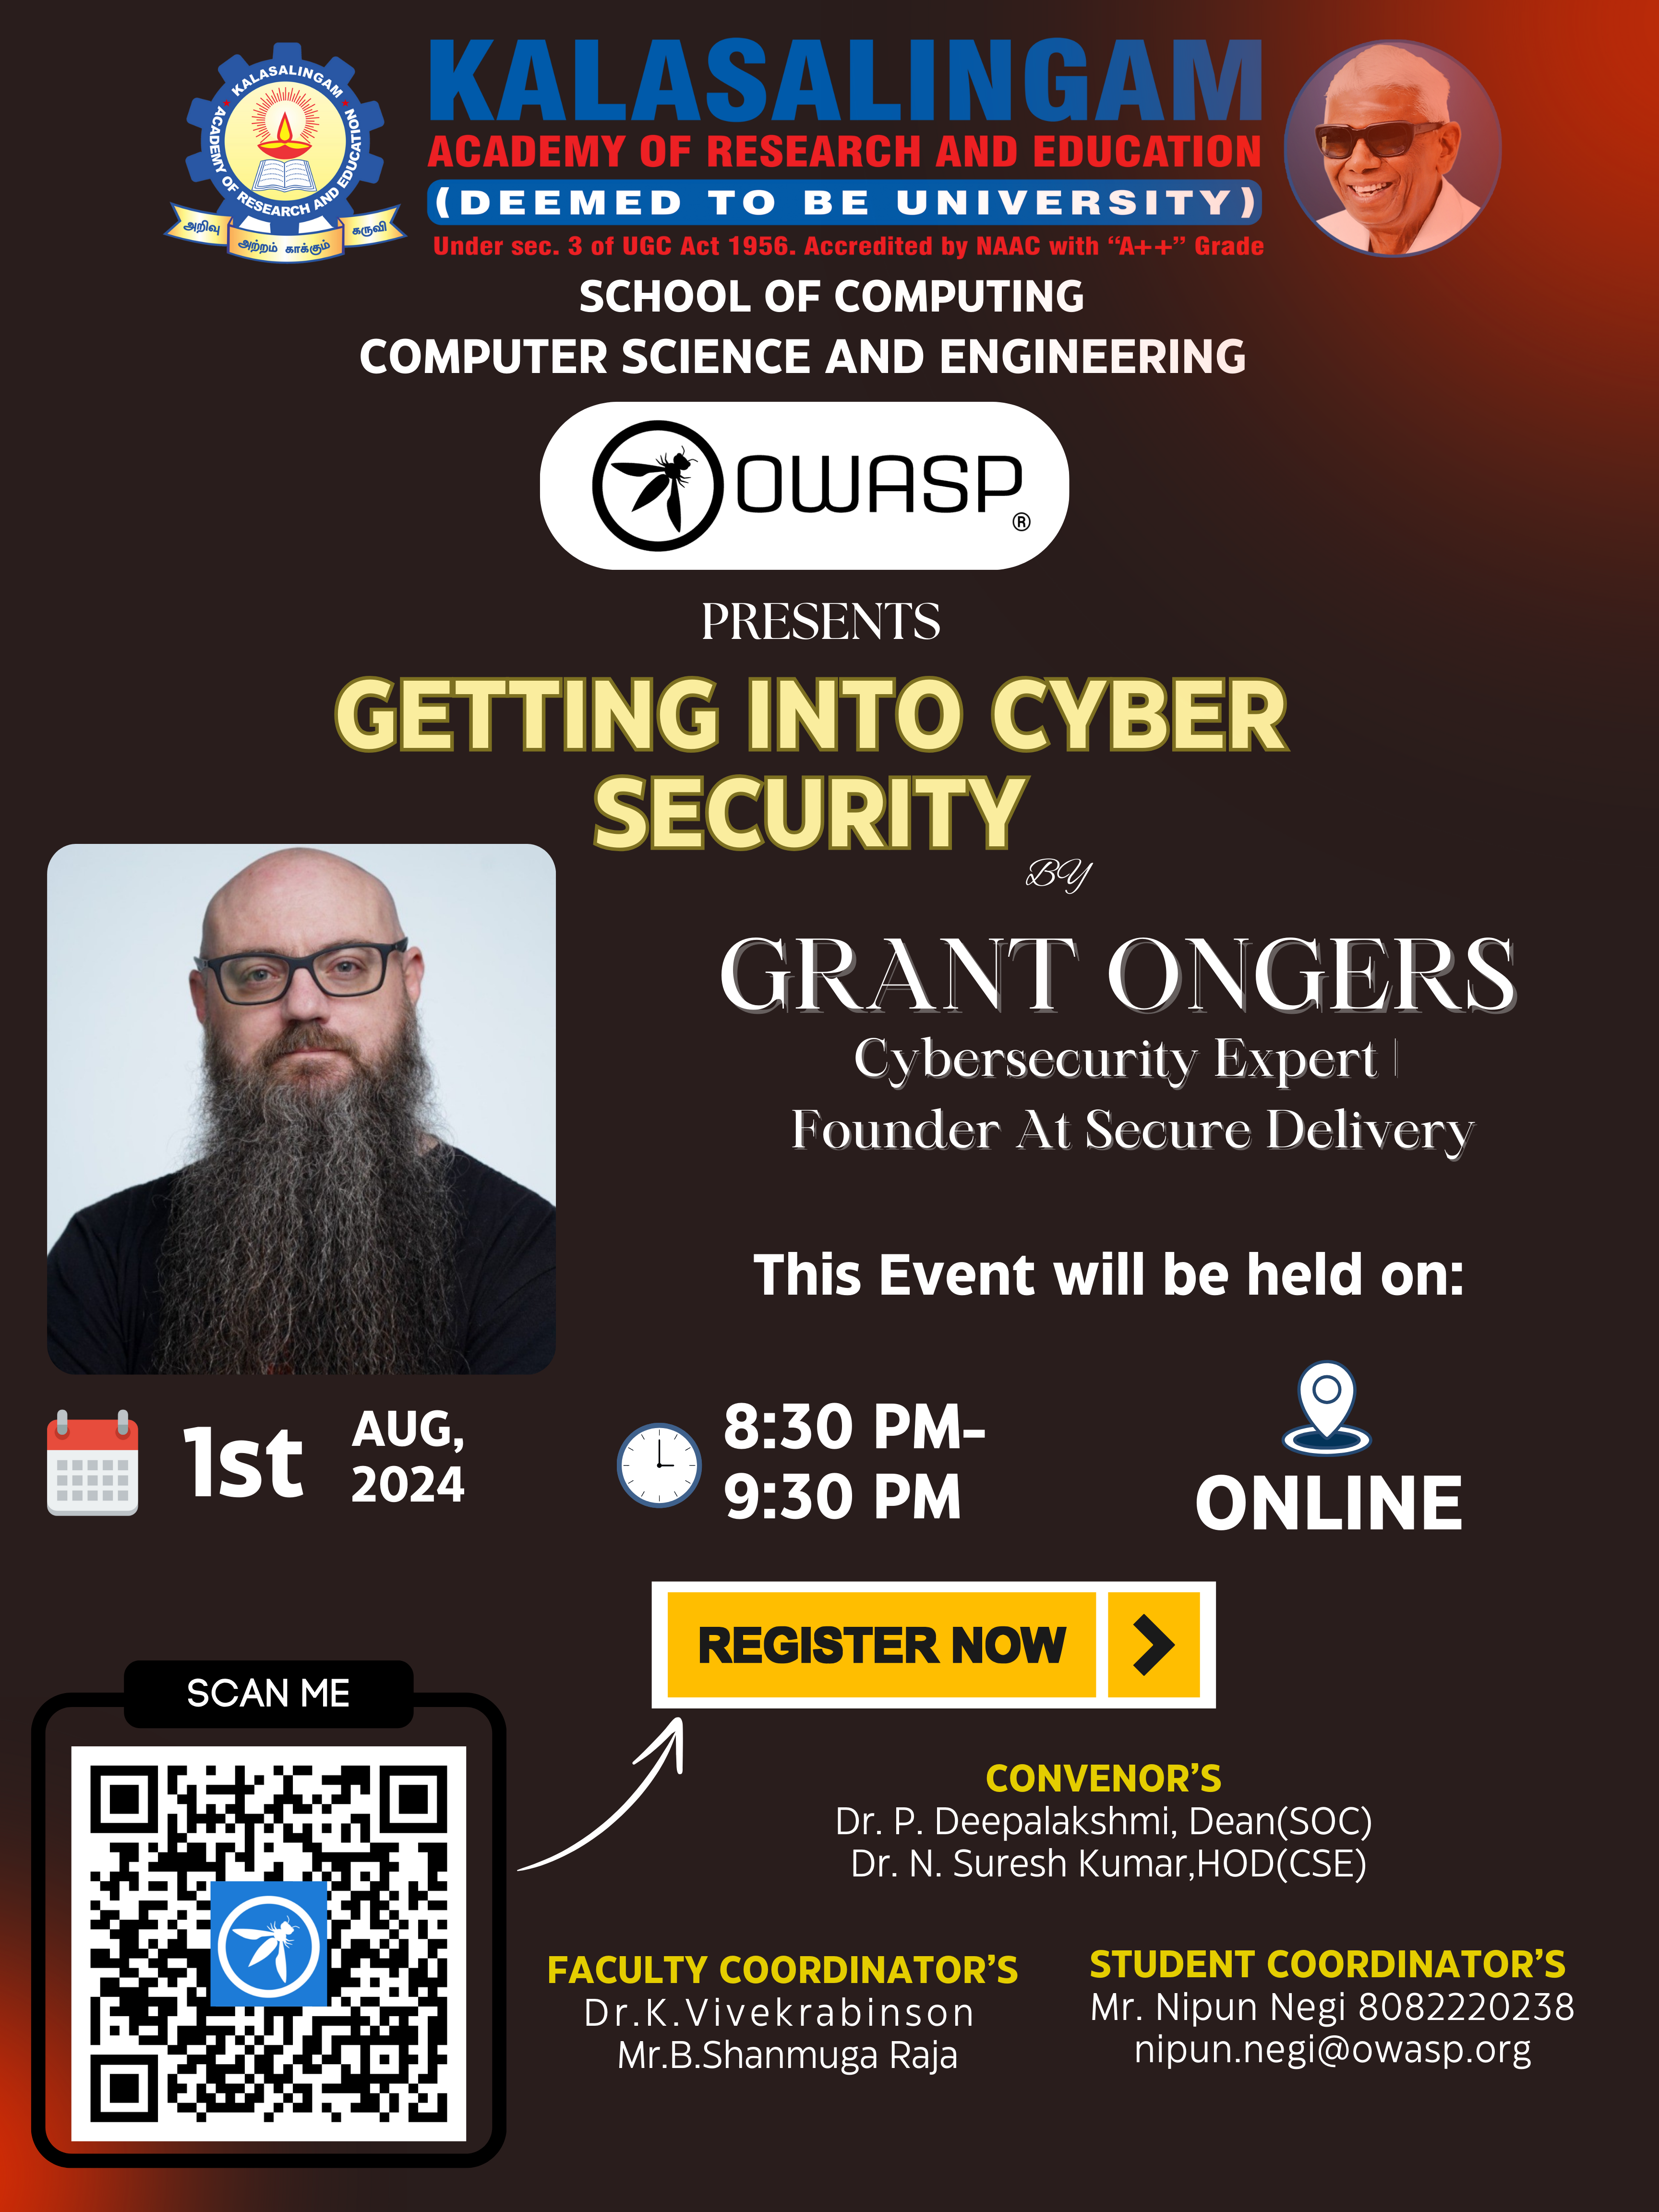 KALASALINGAM
ACADEMY OF RESEARCH AND EDUCATION
(DEEMED TO BE UNIVERSITY)
Under sec. 3 of UGC Act 1956. Accredited by NAAC with “A++” Grade
KALASALINGAM
ACADEMY OF RESEARCH AND EDUCATION
அறிவு
அற்றம் காக்கும்
கருவி
SCHOOL OF COMPUTING
COMPUTER SCIENCE AND ENGINEERING
OWASP
®
PRESENTS
GETTING INTO CYBER
SECURITY
BY
GRANT ONGERS
Cybersecurity Expert |
Founder At Secure Delivery
This Event will be held on:
1st
AUG,
2024
8:30 PM-
9:30 PM
ONLINE
REGISTER NOW
SCAN ME
CONVENOR’S
Dr. P. Deepalakshmi, Dean(SOC)
Dr. N. Suresh Kumar,HOD(CSE)
FACULTY COORDINATOR’S
Dr.K.Vivekrabinson
Mr.B.Shanmuga Raja
STUDENT COORDINATOR’S
Mr. Nipun Negi 8082220238
nipun.negi@owasp.org